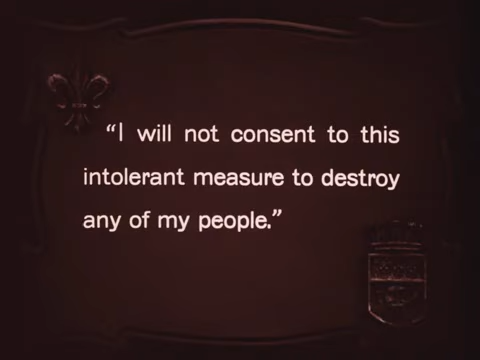 “I will not consent to this
intolerant measure to destroy
any of my people.”